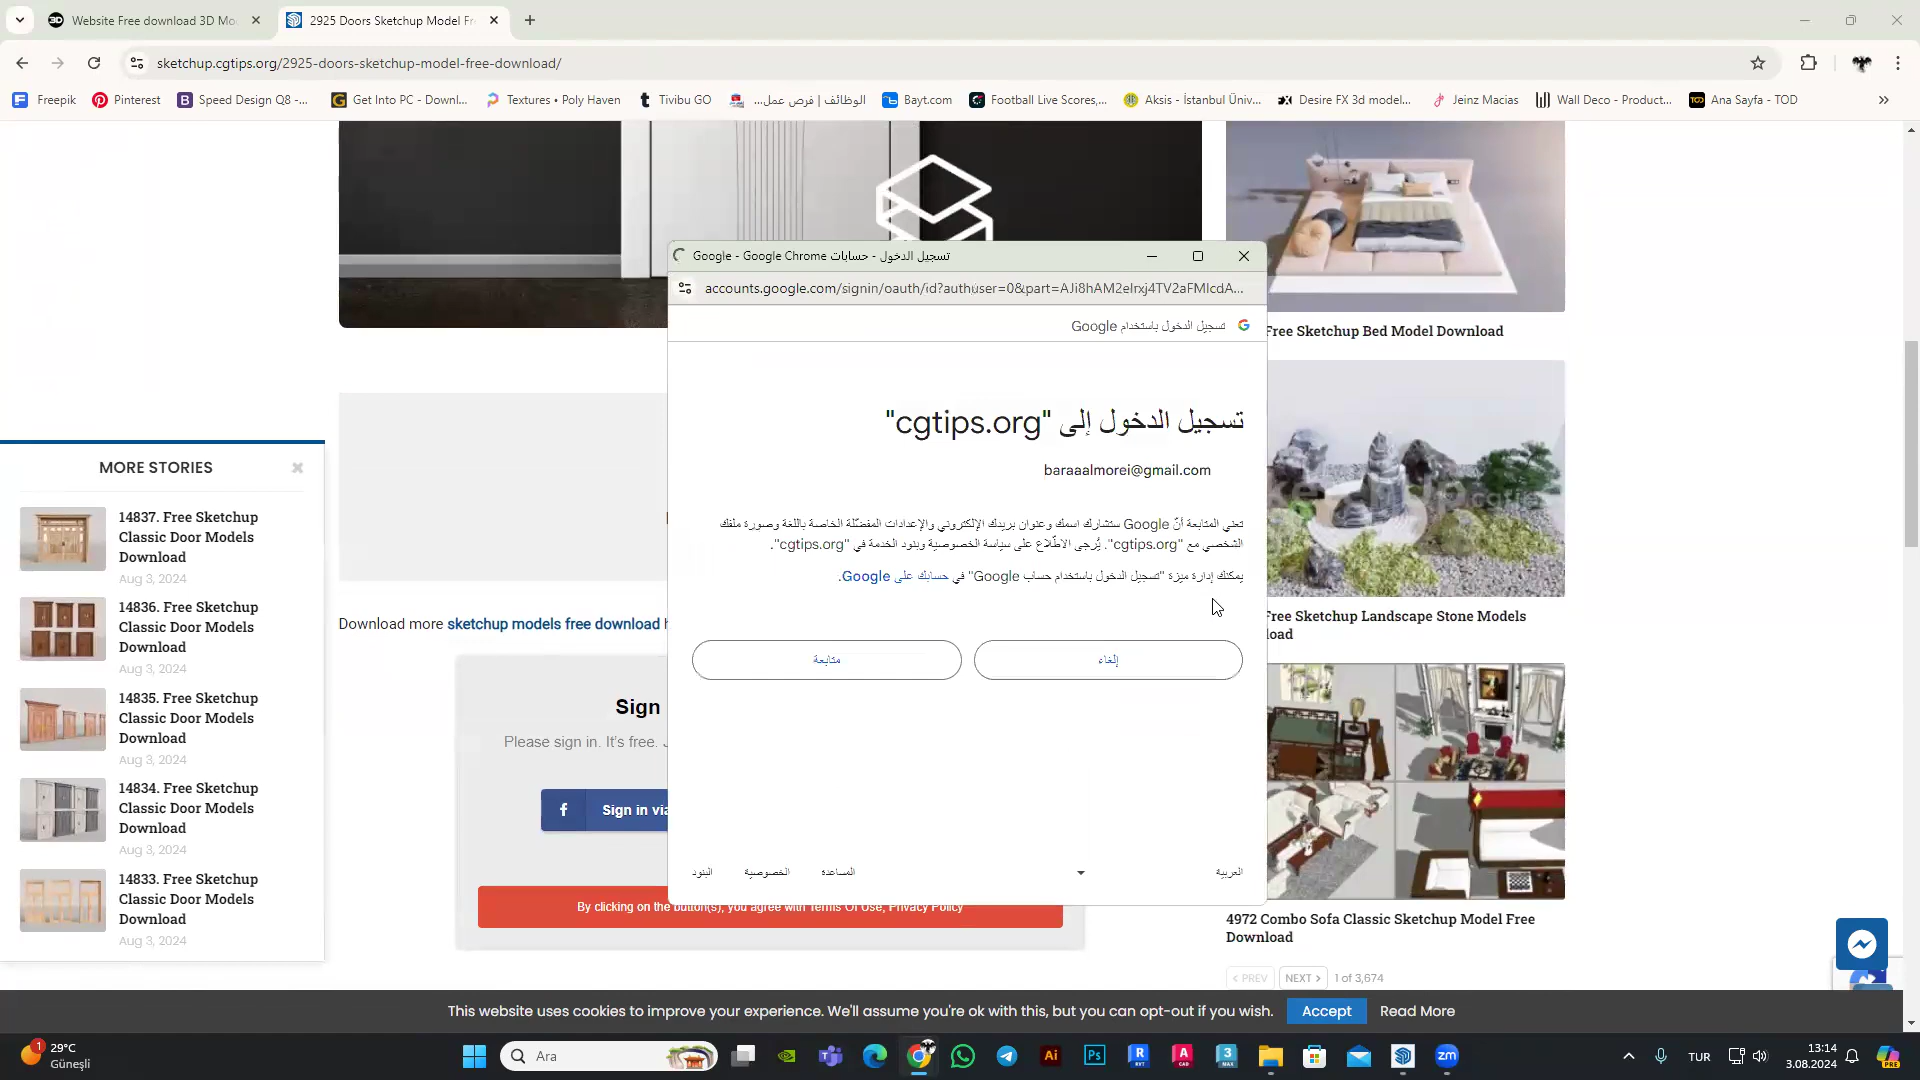 Website Free download 3D Mo
2925 Doors Sketchup Model Fr
sketchup.cgtips.org/2925-doors-sketchup-model-free-download/
Freepik
Pinterest
Speed Design Q8 -...
Get Into PC - Downl...
Textures • Poly Haven
Tivibu GO
الوظائف | فرص عمل...
Bayt.com
Football Live Scores,...
Aksis - İstanbul Üniv...
Desire FX 3d model...
Jeinz Macias
Wall Deco - Product...
Ana Sayfa - TOD
MORE STORIES
14837. Free Sketchup
Classic Door Models
Download
Aug 3, 2024
14836. Free Sketchup
Classic Door Models
Download
Aug 3, 2024
14835. Free Sketchup
Classic Door Models
Download
Aug 3, 2024
14834. Free Sketchup
Classic Door Models
Download
Aug 3, 2024
14833. Free Sketchup
Classic Door Models
Download
Aug 3, 2024
Download more sketchup models free download
Sign
Please sign in. It's free.
f Sign in via
By clicking on the button(s), you agree with Terms Of Use, Privacy Policy
تسجيل الدخول - حسابات Google - Google Chrome
accounts.google.com/signin/oauth/id?authuser=0&part=AJi8hAM2eIrxj4TV2aFMIcdA...
تسجيل الدخول باستخدام Google
تسجيل الدخول إلى "cgtips.org"
baraaalmorei@gmail.com
تعني المتابعة أنّ Google ستشارك اسمك وعنوان بريدك الإلكتروني والإعدادات المفضّلة الخاصة باللغة وصورة ملفك
الشخصي مع "cgtips.org". يُرجى الاطّلاع على سياسة الخصوصية وبنود الخدمة في "cgtips.org".
يمكنك إدارة ميزة "تسجيل الدخول باستخدام حساب Google" في حسابك على Google.
إلغاء
متابعة
العربية
المساعدة
الخصوصية
البنود
Free Sketchup Bed Model Download
Free Sketchup Landscape Stone Models
load
4972 Combo Sofa Classic Sketchup Model Free
Download
< PREV
NEXT >
1 of 3,674
This website uses cookies to improve your experience. We'll assume you're ok with this, but you can opt-out if you wish.
Accept
Read More
1
29°C
Güneşli
Ara
Ai
Ps
R
RVT
A
CAD
3
MAX
zm
TUR
13:14
3.08.2024
PRE